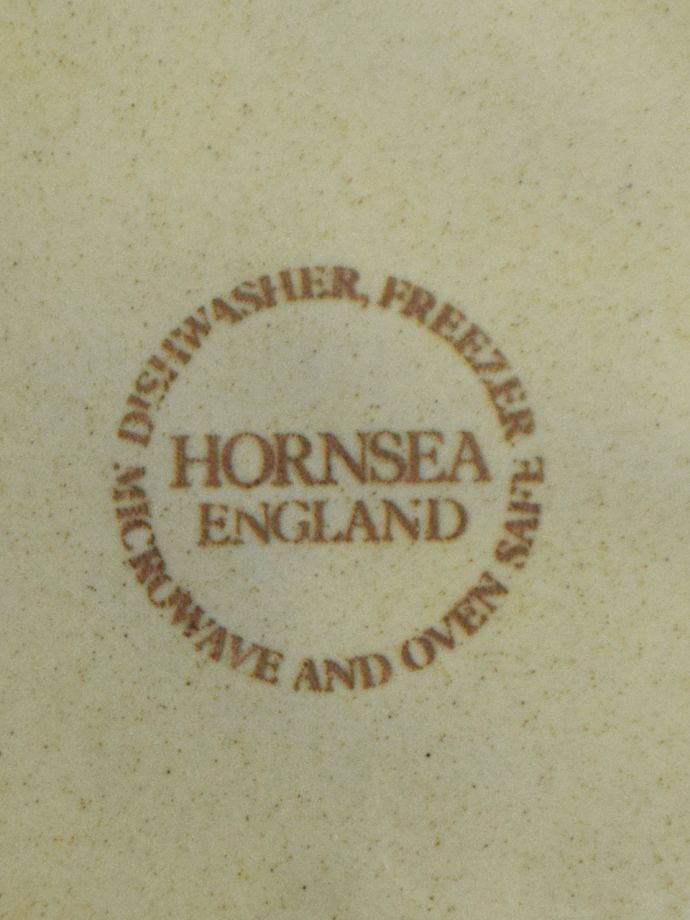 DISHWASHER, FREEZER
HORNSEA
ENGLAND
MICROWAVE AND OVEN SAFE